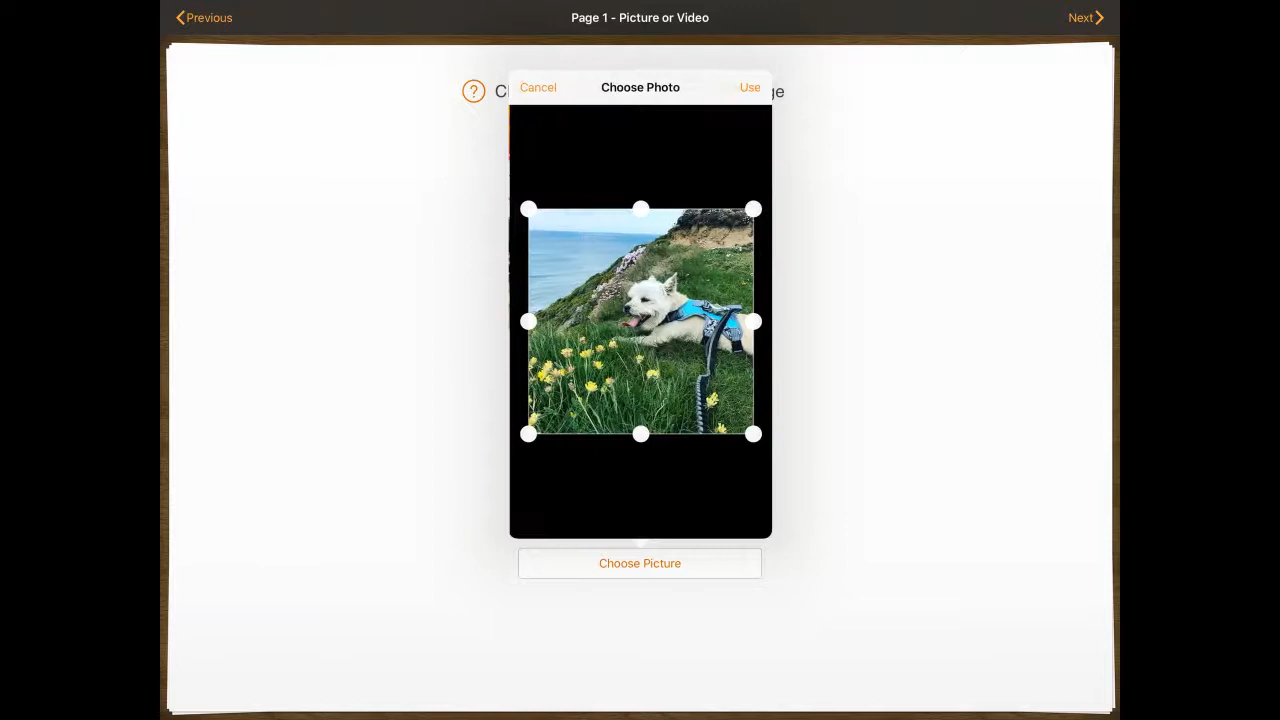 Previous
Page 1 - Picture or Video
Next
?
Cancel
Choose Photo
Use
Choose Picture